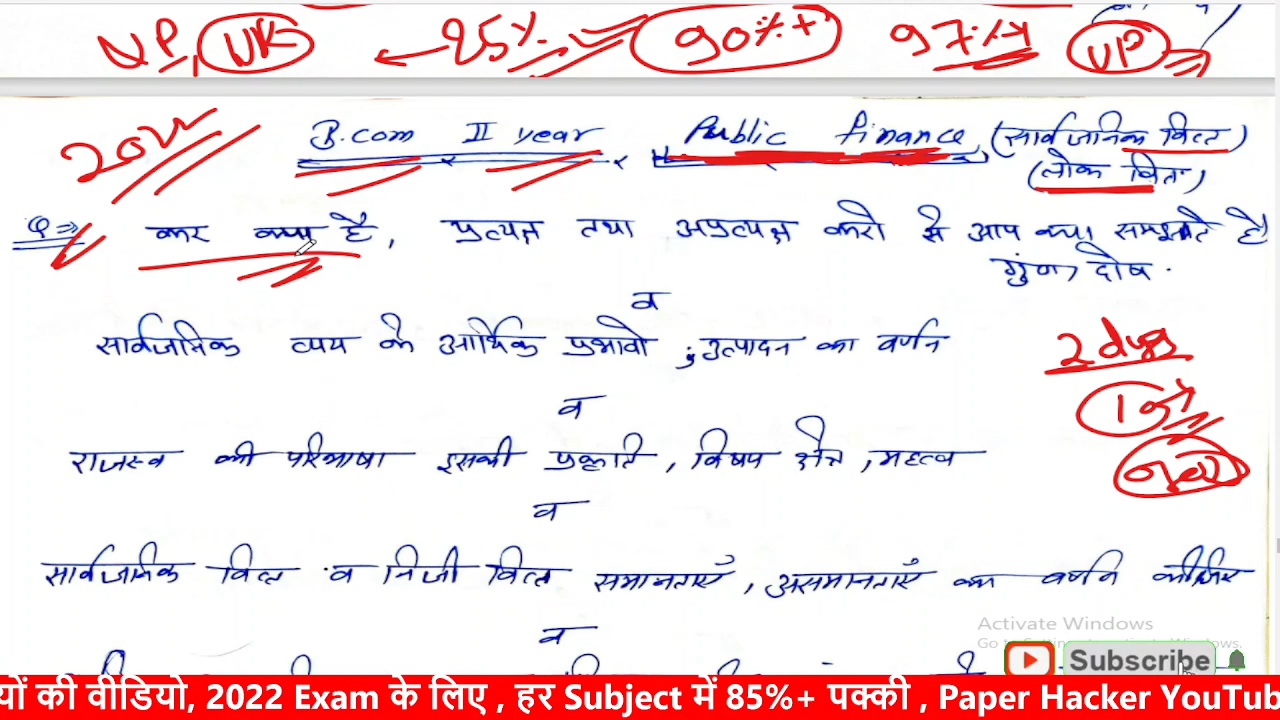 UP, UK 85%. 90%+ 97% UP
2022 B.com II year Public Finance (सार्वजनिक वित्त)
(लोक वित्त)
Q⇒ कर क्या है, प्रत्यक्ष तथा अप्रत्यक्ष करो से आप क्या समझते है
गुण, दोष.
व
सार्वजनिक व्यय के आर्थिक प्रभावो ; उत्पादन का वर्णन
2 days
व
राजस्व की परिभाषा इसकी प्रकृति, विषय क्षेत्र, महत्व
व
सार्वजनिक वित्त व निजी वित्त समानताएँ, असमानताएँ का वर्णन कीजिए
व
Activate Windows
Subscribe
यों की वीडियो, 2022 Exam के लिए , हर Subject में 85%+ पक्की , Paper Hacker YouTub